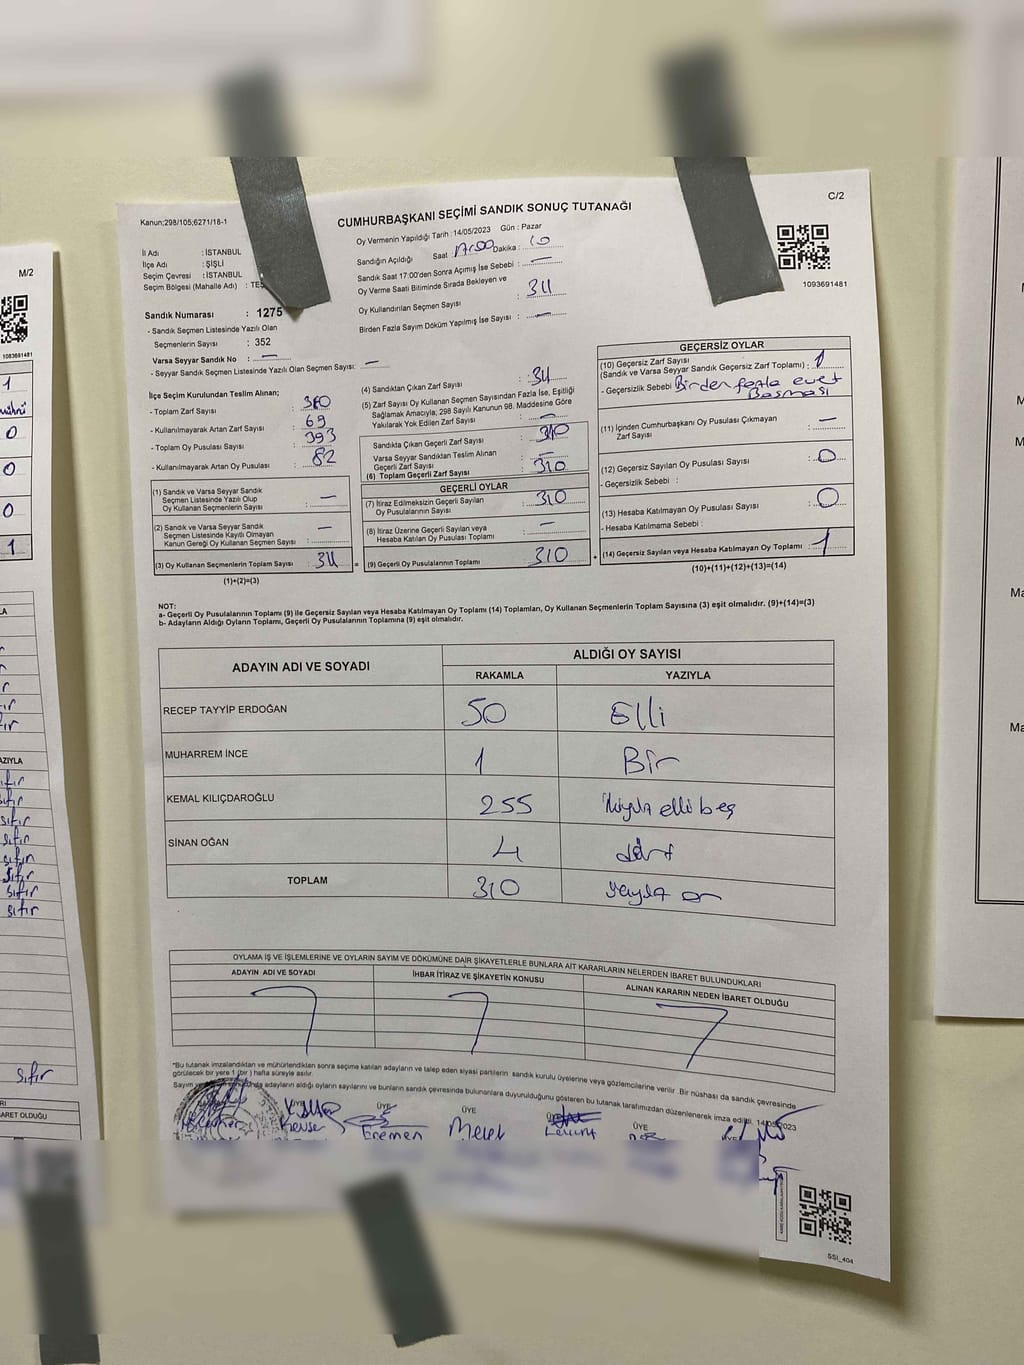 Kanun;298/105;6271/18-1
C/2
CUMHURBAŞKANI SEÇİMİ SANDIK SONUÇ TUTANAĞI
İl Adı : İSTANBUL
İlçe Adı : ŞİŞLİ
Seçim Çevresi : İSTANBUL
Seçim Bölgesi (Mahalle Adı) : TEŞ
Sandık Numarası : 1275
- Sandık Seçmen Listesinde Yazılı Olan
Seçmenlerin Sayısı : 352
Varsa Seyyar Sandık No : —
- Seyyar Sandık Seçmen Listesinde Yazılı Olan Seçmen Sayısı: —
Oy Vermenin Yapıldığı Tarih : 14/05/2023 Gün : Pazar
Sandığın Açıldığı Saat : 17:00 Dakika : 10
Sandık Saat 17:00'den Sonra Açımış İse Sebebi : —
Oy Verme Saati Bitiminde Sırada Bekleyen ve
Oy Kullandırılan Seçmen Sayısı : 311
Birden Fazla Sayım Döküm Yapılmış İse Sayısı : —
1093691481
İlçe Seçim Kurulundan Teslim Alınan;
- Toplam Zarf Sayısı : 380
- Kullanılmayarak Artan Zarf Sayısı : 69
- Toplam Oy Pusulası Sayısı : 393
- Kullanılmayarak Artan Oy Pusulası : 82
(1) Sandık ve Varsa Seyyar Sandık
Seçmen Listesinde Yazılı Olup
Oy Kullanan Seçmenlerin Sayısı : —
(2) Sandık ve Varsa Seyyar Sandık
Seçmen Listesinde Kayıtlı Olmayan
Kanun Gereği Oy Kullanan Seçmen Sayısı : —
(3) Oy Kullanan Seçmenlerin Toplam Sayısı : 311
(1)+(2)=(3)
(4) Sandıktan Çıkan Zarf Sayısı : 311
(5) Zarf Sayısı Oy Kullanan Seçmen Sayısından Fazla İse, Eşitliği
Sağlamak Amacıyla, 298 Sayılı Kanunun 98. Maddesine Göre
Yakılarak Yok Edilen Zarf Sayısı : —
Sandıkta Çıkan Geçerli Zarf Sayısı : 310
Varsa Seyyar Sandıktan Teslim Alınan
Geçerli Zarf Sayısı : —
(6) Toplam Geçerli Zarf Sayısı : 310
GEÇERLİ OYLAR
(7) İtiraz Edilmeksizin Geçerli Sayılan
Oy Pusulalarının Sayısı : 310
(8) İtiraz Üzerine Geçerli Sayılan veya
Hesaba Katılan Oy Pusulası Toplamı : —
(9) Geçerli Oy Pusulalarının Toplamı : 310
GEÇERSİZ OYLAR
(10) Geçersiz Zarf Sayısı
(Sandık ve Varsa Seyyar Sandık Geçersiz Zarf Toplamı) : 1
- Geçersizlik Sebebi : Birden fazla evet
Basması
(11) İçinden Cumhurbaşkanı Oy Pusulası Çıkmayan
Zarf Sayısı : —
(12) Geçersiz Sayılan Oy Pusulası Sayısı : 0
- Geçersizlik Sebebi :
(13) Hesaba Katılmayan Oy Pusulası Sayısı : 0
- Hesaba Katılmama Sebebi :
(14) Geçersiz Sayılan veya Hesaba Katılmayan Oy Toplamı : 1
(10)+(11)+(12)+(13)=(14)
NOT:
a- Geçerli Oy Pusulalarının Toplamı (9) ile Geçersiz Sayılan veya Hesaba Katılmayan Oy Toplamı (14) Toplamları, Oy Kullanan Seçmenlerin Toplam Sayısına (3) eşit olmalıdır. (9)+(14)=(3)
b- Adayların Aldığı Oyların Toplamı, Geçerli Oy Pusulalarının Toplamına (9) eşit olmalıdır.
ADAYIN ADI VE SOYADI ALDIĞI OY SAYISI
RAKAMLA YAZIYLA
RECEP TAYYİP ERDOĞAN 50 Elli
MUHARREM İNCE 1 Bir
KEMAL KILIÇDAROĞLU 255 İkiyüz elli beş
SİNAN OĞAN 4 dört
TOPLAM 310 on
OYLAMA İŞ VE İŞLEMLERİNE VE OYLARIN SAYIM VE DÖKÜMÜNE DAİR ŞİKAYETLERLE BUNLARA AİT KARARLARIN NELERDEN İBARET BULUNDUKLARI
ADAYIN ADI VE SOYADI İHBAR İTİRAZ VE ŞİKAYETİN KONUSU ALINAN KARARIN NEDEN İBARET OLDUĞU
*Bu tutanak imzalandıktan ve mühürlendikten sonra seçime katılan adayların ve talep eden siyasi partilerin sandık kurulu üyelerine veya gözlemcilerine verilir. Bir nüshası da sandık çevresinde
görülecek bir yere 1 (bir ) hafta süreyle asılır.
Sayım ve adayların aldığı oyların sayılarını ve bunların sandık çevresinde bulunanlara duyurulduğunu gösteren bu tutanak tarafımızdan düzenlenerek imza edildi. 14/05/2023
ÜYE ÜYE ÜYE ÜYE ÜYE
Kevser Eremen Melek Levent
SSI_404
M/2
1083691481
1
0
0
0
1
AZIYLA
sıfır
sıfır
sıfır
sıfır
sıfır
sıfır
sıfır
sıfır
sıfır
ARET OLDUĞU